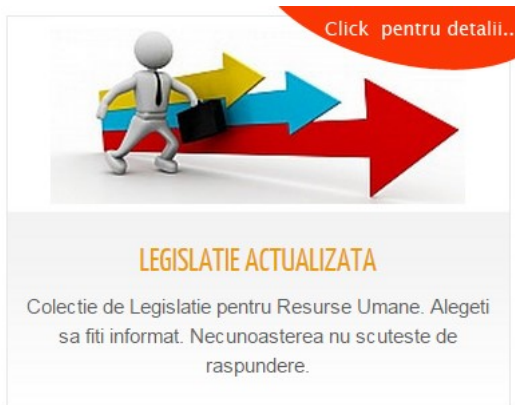 Click pentru detalii..
LEGISLATIE ACTUALIZATA
Colectie de Legislatie pentru Resurse Umane. Alegeti
sa fiti informat. Necunoasterea nu scuteste de
raspundere.